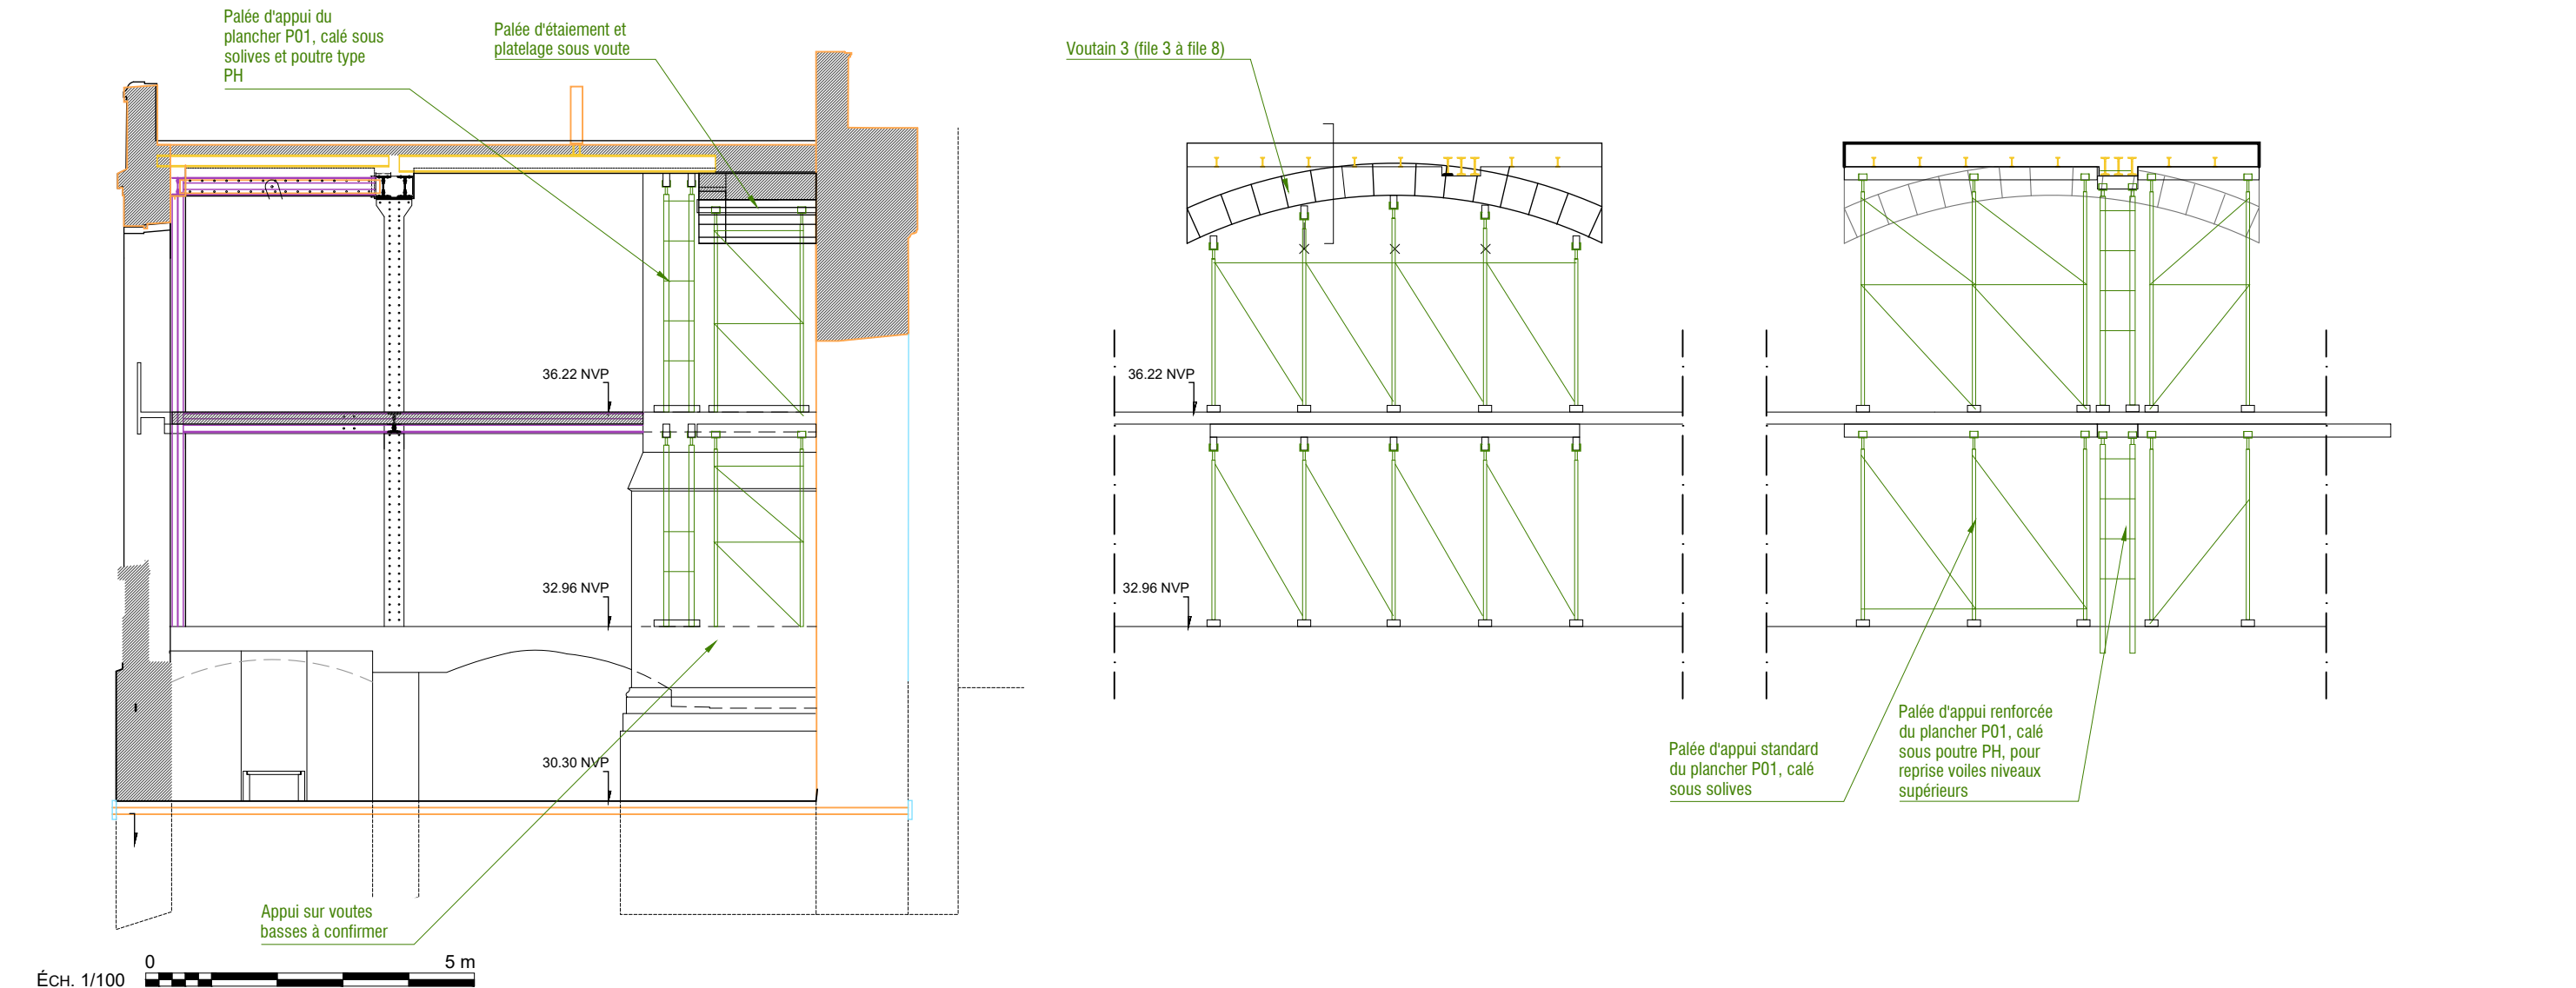 Palée d'appui du
plancher P01, calé sous
solives et poutre type
PH
Palée d'étaiement et
platelage sous voute
Voutain 3 (file 3 à file 8)
36.22 NVP
36.22 NVP
32.96 NVP
32.96 NVP
30.30 NVP
Palée d'appui standard
du plancher P01, calé
sous solives
Palée d'appui renforcée
du plancher P01, calé
sous poutre PH, pour
reprise voiles niveaux
supérieurs
Appui sur voutes
basses à confirmer
0 5 m
ÉCH. 1/100